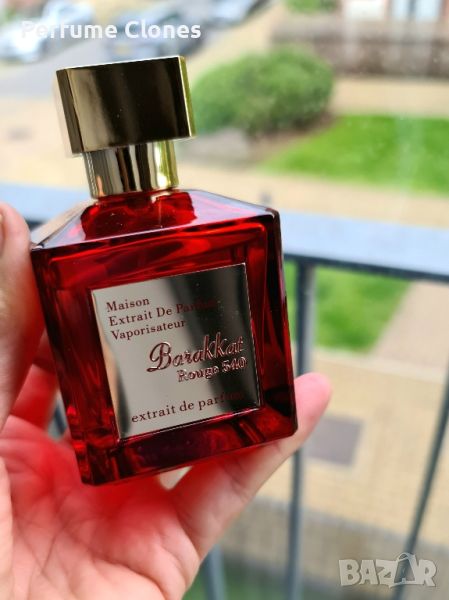 Perfume Clones
Maison
Extrait De Parfum
Vaporisateur
Barakkat
Rouge 540
extrait de parfum
BAZAR